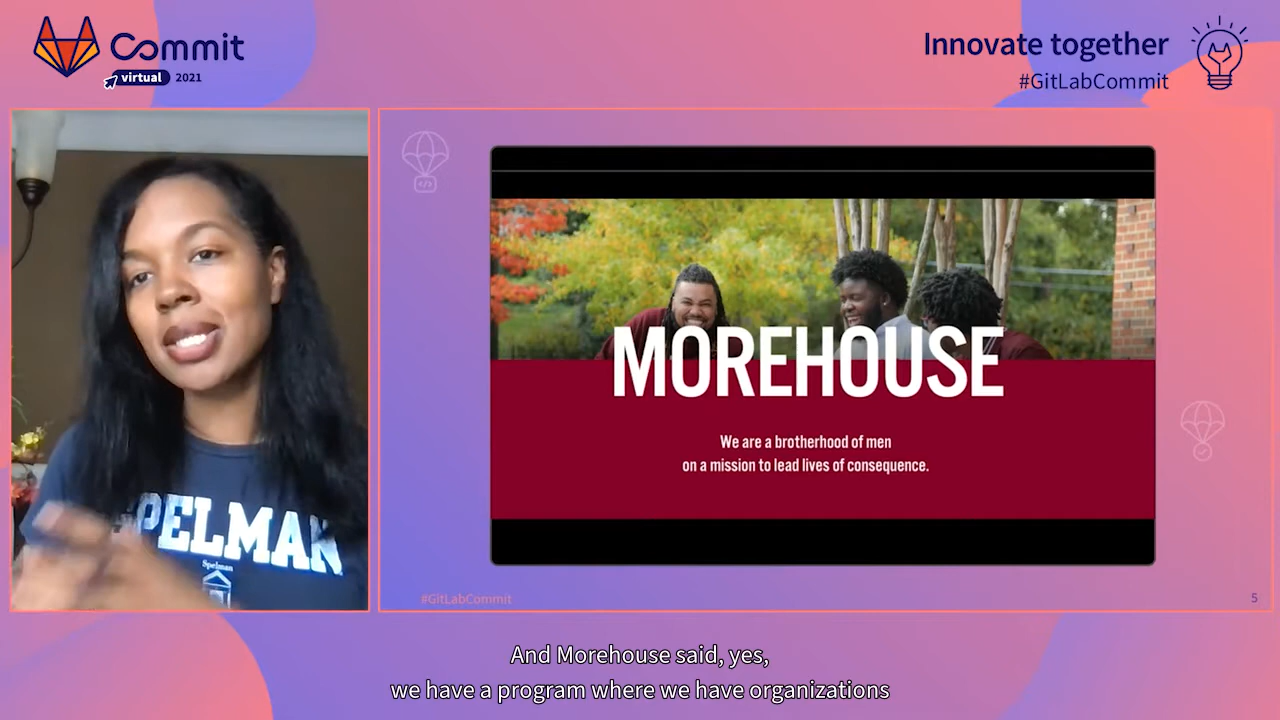 Commit
virtual 2021
Innovate together
#GitLabCommit
SPELMAN
Spelman
MOREHOUSE
We are a brotherhood of men
on a mission to lead lives of consequence.
#GitLabCommit
5
And Morehouse said, yes,
we have a program where we have organizations